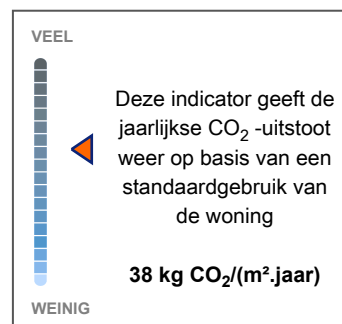 VEEL
Deze indicator geeft de
jaarlijkse CO₂ -uitstoot
weer op basis van een
standaardgebruik van
de woning
38 kg CO₂/(m².jaar)
WEINIG